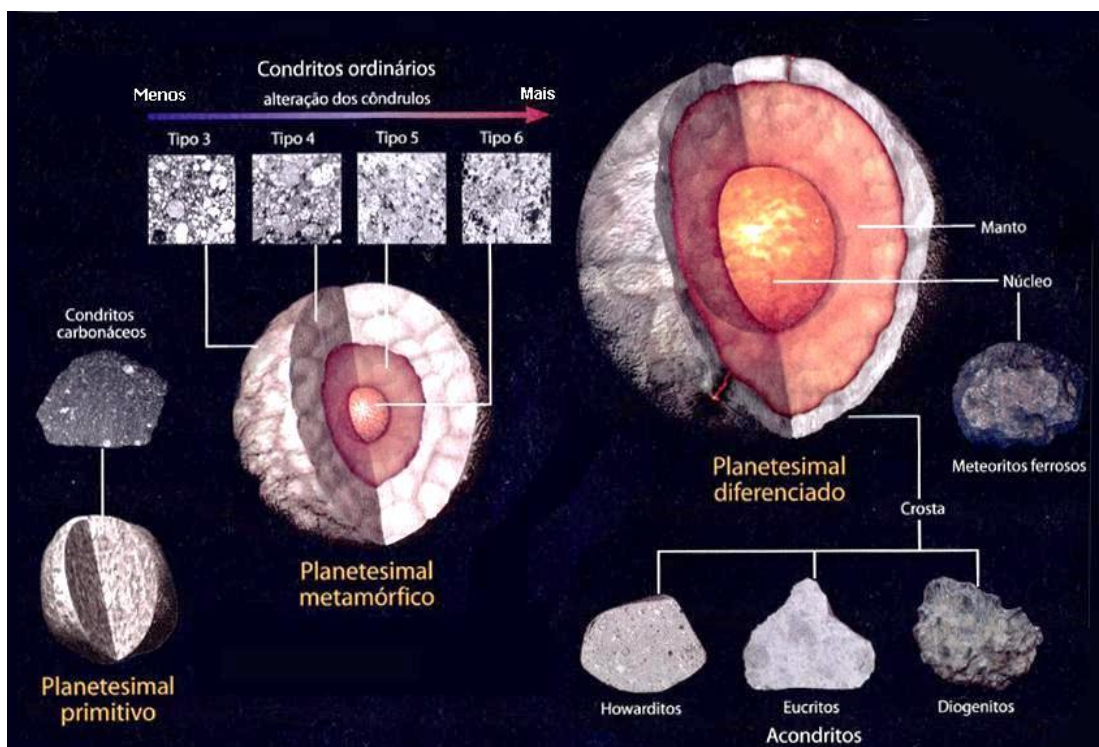 Condritos ordinários
Menos
alteração dos côndrulos
Mais
Tipo 3
Tipo 4
Tipo 5
Tipo 6
Condritos
carbonáceos
Planetesimal
primitivo
Planetesimal
metamórfico
Manto
Núcleo
Meteoritos ferrosos
Planetesimal
diferenciado
Crosta
Howarditos
Eucritos
Diogenitos
Acondritos